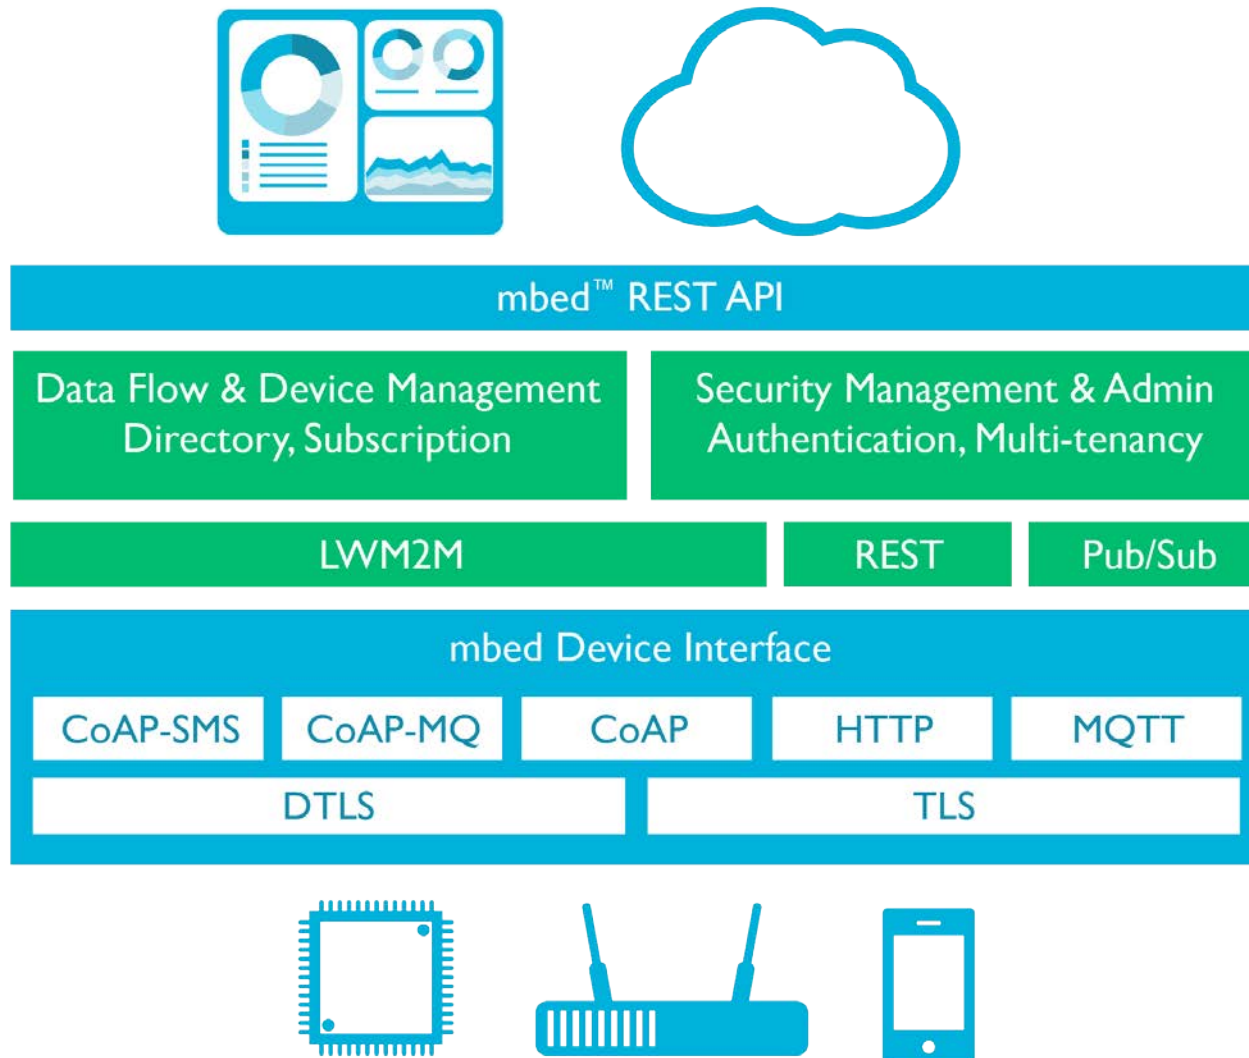 mbed™ REST API
Data Flow & Device Management
Directory, Subscription
Security Management & Admin
Authentication, Multi-tenancy
LWM2M
REST
Pub/Sub
mbed Device Interface
CoAP-SMS
CoAP-MQ
CoAP
HTTP
MQTT
DTLS
TLS